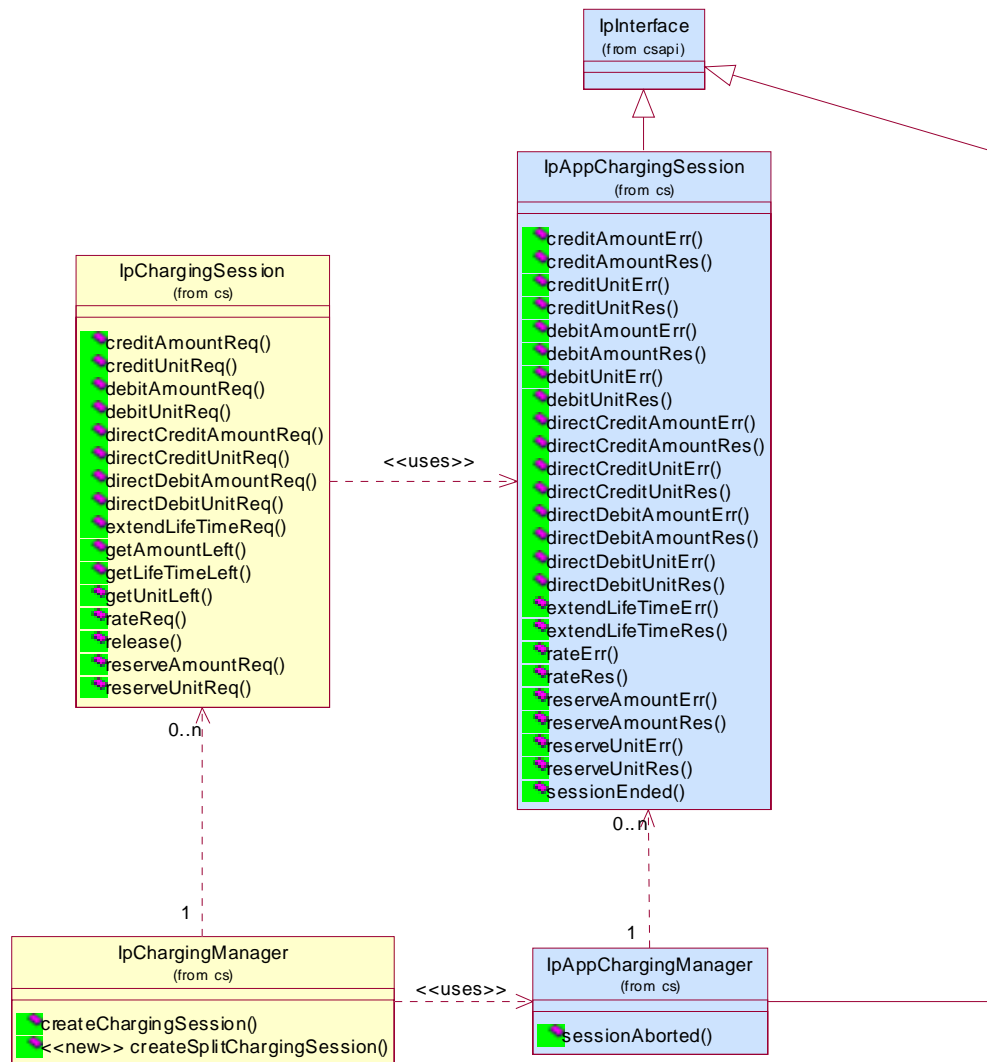 IpInterface
(from csapi)
IpAppChargingSession
(from cs)
creditAmountErr()
creditAmountRes()
creditUnitErr()
creditUnitRes()
debitAmountErr()
debitAmountRes()
debitUnitErr()
debitUnitRes()
directCreditAmountErr()
directCreditAmountRes()
directCreditUnitErr()
directCreditUnitRes()
directDebitAmountErr()
directDebitAmountRes()
directDebitUnitErr()
directDebitUnitRes()
extendLifeTimeErr()
extendLifeTimeRes()
rateErr()
rateRes()
reserveAmountErr()
reserveAmountRes()
reserveUnitErr()
reserveUnitRes()
sessionEnded()
IpChargingSession
(from cs)
creditAmountReq()
creditUnitReq()
debitAmountReq()
debitUnitReq()
directCreditAmountReq()
directCreditUnitReq()
directDebitAmountReq()
directDebitUnitReq()
extendLifeTimeReq()
getAmountLeft()
getLifeTimeLeft()
getUnitLeft()
rateReq()
release()
reserveAmountReq()
reserveUnitReq()
<<uses>>
0..n
0..n
1
1
IpChargingManager
(from cs)
createChargingSession()
<<new>> createSplitChargingSession()
<<uses>>
IpAppChargingManager
(from cs)
sessionAborted()